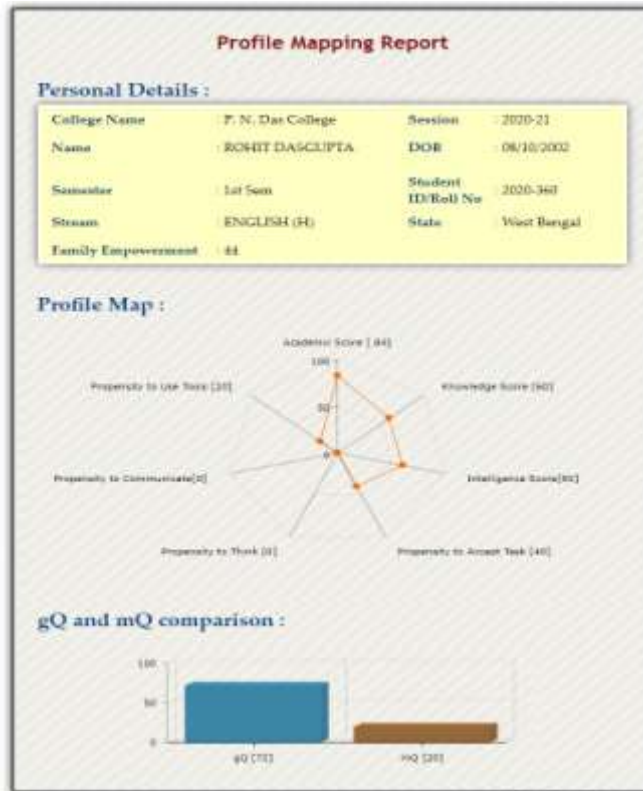 Profile Mapping Report
Personal Details :
College Name : P. N. Das College Session : 2020-21
Name : ROHIT DASGUPTA DOB : 08/10/2002
Semester : 1st Sem Student ID/Roll No : 2020-360
Stream : ENGLISH (H) State : West Bengal
Family Empowerment : 44
Profile Map :
Academic Score [ 84]
100
Propensity to Use Tools [20]
Knowledge Score [60]
50
0
Propensity to Communicate[0]
Intelligence Score[60]
Propensity to Think [0]
Propensity to Accept Task [40]
gQ and mQ comparison :
100
50
0
gQ [72]
mQ [20]